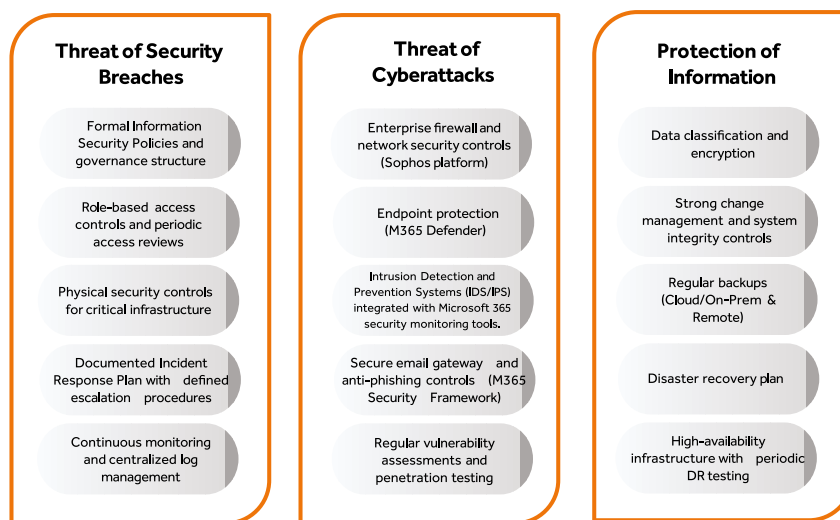 Threat of Security
Breaches
Formal Information
Security Policies and
governance structure
Role-based access
controls and periodic
access reviews
Physical security controls
for critical infrastructure
Documented Incident
Response Plan with defined
escalation procedures
Continuous monitoring
and centralized log
management
Threat of
Cyberattacks
Enterprise firewall and
network security controls
(Sophos platform)
Endpoint protection
(M365 Defender)
Intrusion Detection and
Prevention Systems (IDS/IPS)
integrated with Microsoft 365
security monitoring tools.
Secure email gateway and
anti-phishing controls (M365
Security Framework)
Regular vulnerability
assessments and
penetration testing
Protection of
Information
Data classification and
encryption
Strong change
management and system
integrity controls
Regular backups
(Cloud/On-Prem &
Remote)
Disaster recovery plan
High-availability
infrastructure with periodic
DR testing